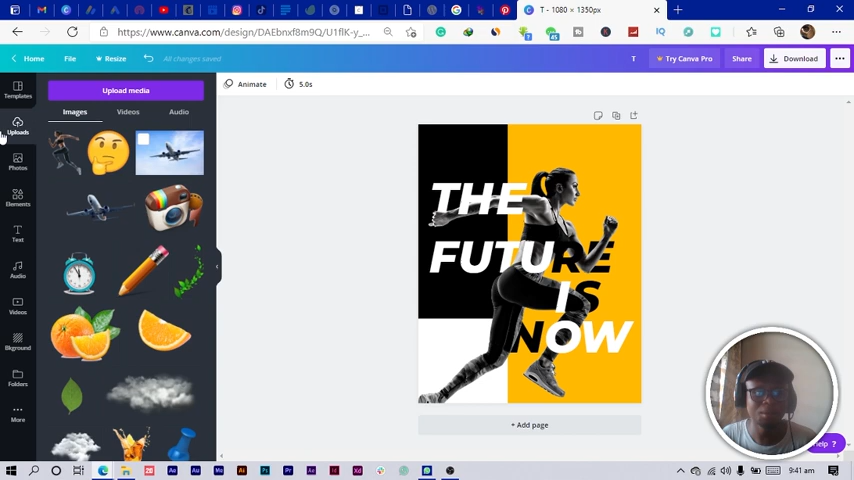 T - 1080 × 1350px
https://www.canva.com/design/DAEbnxf8m9Q/U1flK-y_...
Home
File
Resize
All changes saved
T
Try Canva Pro
Share
Download
Templates
Uploads
Photos
Elements
Text
Audio
Videos
Bkground
Folders
More
Upload media
Images
Videos
Audio
Animate
5.0s
THE
FUTURE
IS
NOW
+ Add page
Help ?
9:41 am